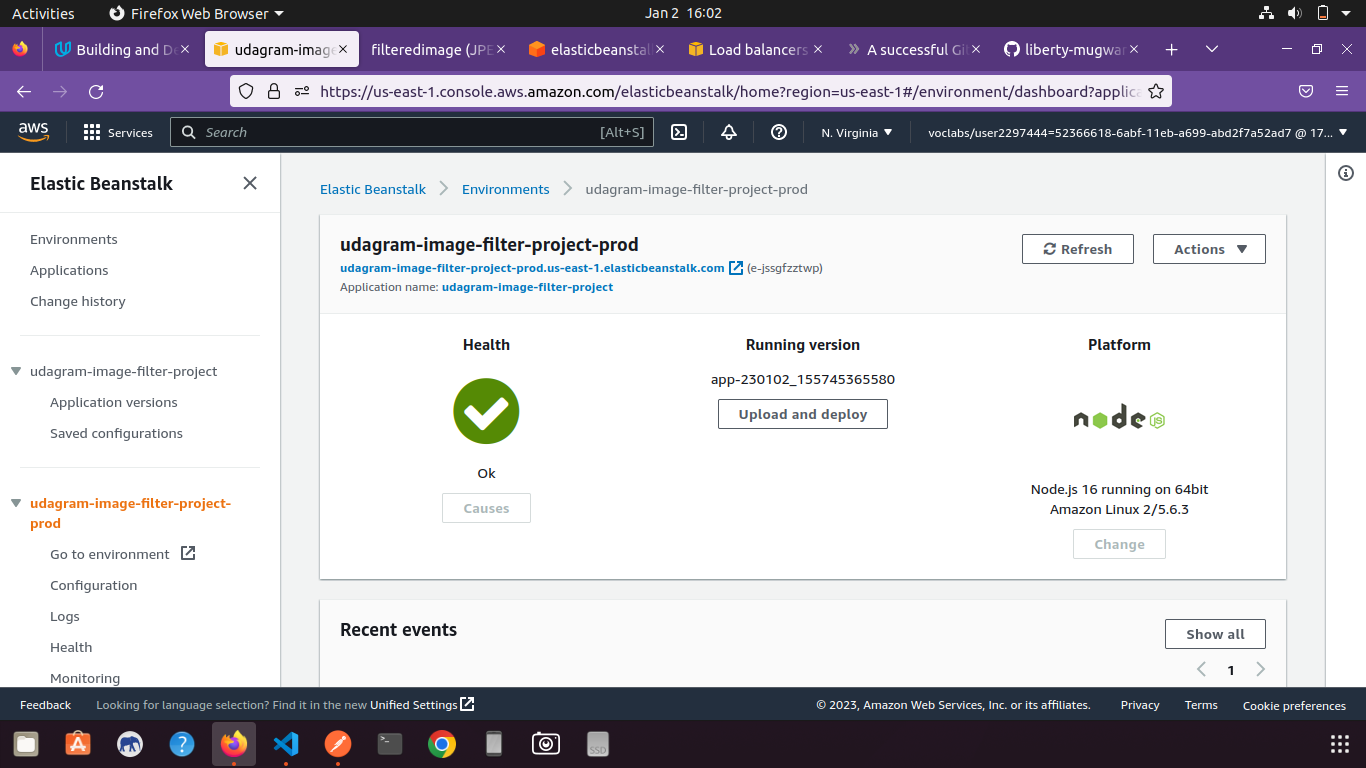 Activities
Firefox Web Browser
Jan 2 16:02
Building and De
udagram-image
filteredimage (JPE
elasticbeanstal
Load balancers
A successful Gi
liberty-mugwar
https://us-east-1.console.aws.amazon.com/elasticbeanstalk/home?region=us-east-1#/environment/dashboard?applica
aws
Services
Search
[Alt+S]
N. Virginia
voclabs/user2297444=52366618-6abf-11eb-a699-abd2f7a52ad7 @ 17...
Elastic Beanstalk
Environments
Applications
Change history
udagram-image-filter-project
Application versions
Saved configurations
udagram-image-filter-project-
prod
Go to environment
Configuration
Logs
Health
Monitoring
Elastic Beanstalk
Environments
udagram-image-filter-project-prod
udagram-image-filter-project-prod
udagram-image-filter-project-prod.us-east-1.elasticbeanstalk.com (e-jssgfzztwp)
Application name: udagram-image-filter-project
Refresh
Actions
Health
Ok
Causes
Running version
app-230102_155745365580
Upload and deploy
Platform
node
JS
Node.js 16 running on 64bit
Amazon Linux 2/5.6.3
Change
Recent events
Show all
1
Feedback
Looking for language selection? Find it in the new Unified Settings
© 2023, Amazon Web Services, Inc. or its affiliates.
Privacy
Terms
Cookie preferences
SSD